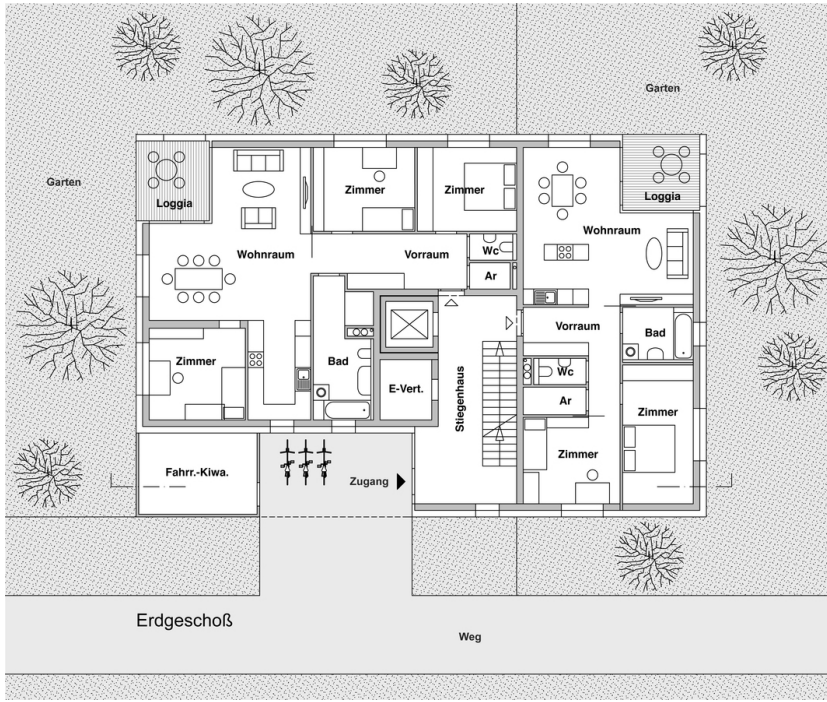 Garten
Garten
Loggia
Zimmer
Zimmer
Loggia
Wohnraum
Vorraum
Wc
Wohnraum
Ar
Vorraum
Bad
Zimmer
Bad
E-Vert.
Stiegenhaus
Wc
Ar
Zimmer
Zimmer
Fahrr.-Kiwa.
Zugang
Erdgeschoß
Weg